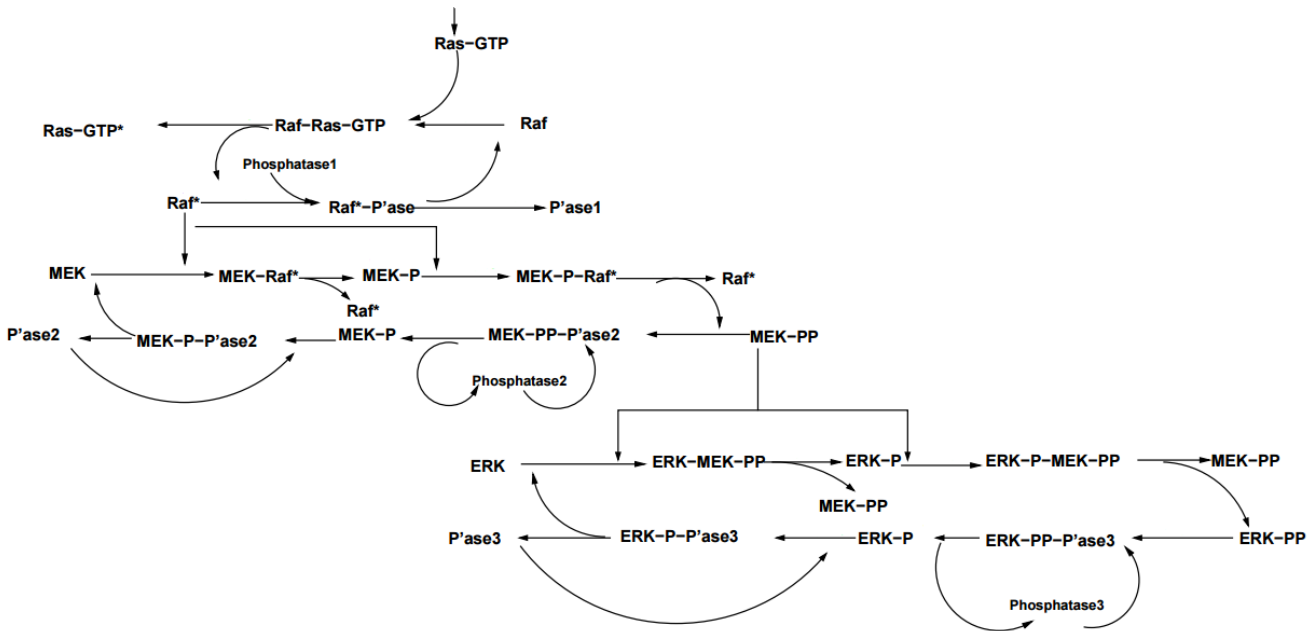 Ras−GTP
Ras−GTP*
Raf−Ras−GTP
Raf
Phosphatase1
Raf*
Raf*−P'ase
P'ase1
MEK
MEK−Raf*
MEK−P
MEK−P−Raf*
Raf*
Raf*
P'ase2
MEK−P−P'ase2
MEK−P
MEK−PP−P'ase2
MEK−PP
Phosphatase2
ERK
ERK−MEK−PP
ERK−P
ERK−P−MEK−PP
MEK−PP
MEK−PP
P'ase3
ERK−P−P'ase3
ERK−P
ERK−PP−P'ase3
ERK−PP
Phosphatase3